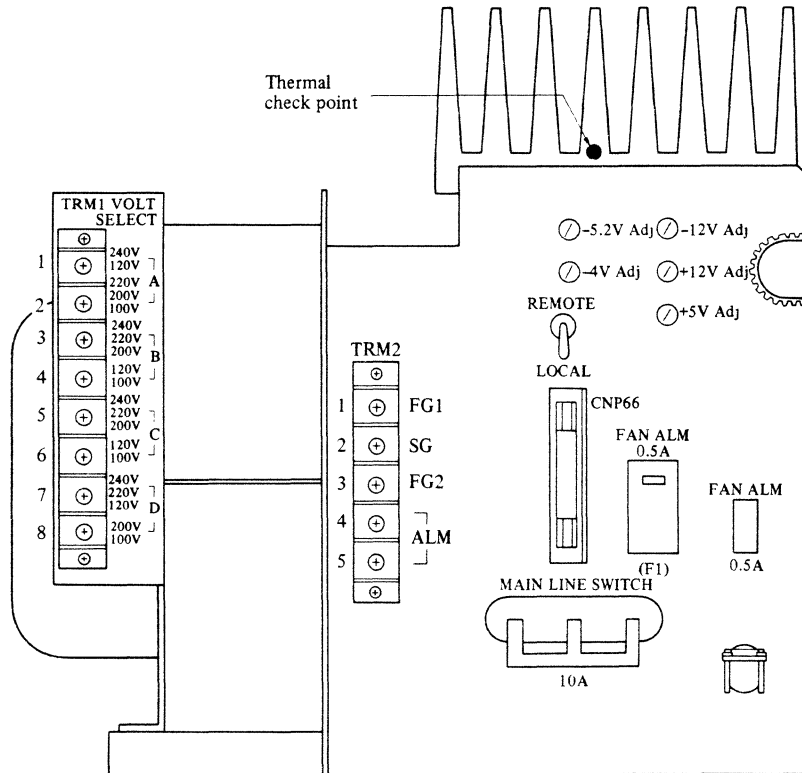 Thermal
check point
TRM1 VOLT
SELECT
1
240V
120V
220V
A
2
200V
100V
3
240V
220V
200V
B
4
120V
100V
5
240V
220V
200V
C
6
120V
100V
7
240V
220V
120V
D
8
200V
100V
-5.2V Adj
-12V Adj
-4V Adj
+12V Adj
+5V Adj
REMOTE
LOCAL
TRM2
1 FG1
2 SG
3 FG2
4
ALM
5
CNP66
FAN ALM
0.5A
(F1)
FAN ALM
0.5A
MAIN LINE SWITCH
10A